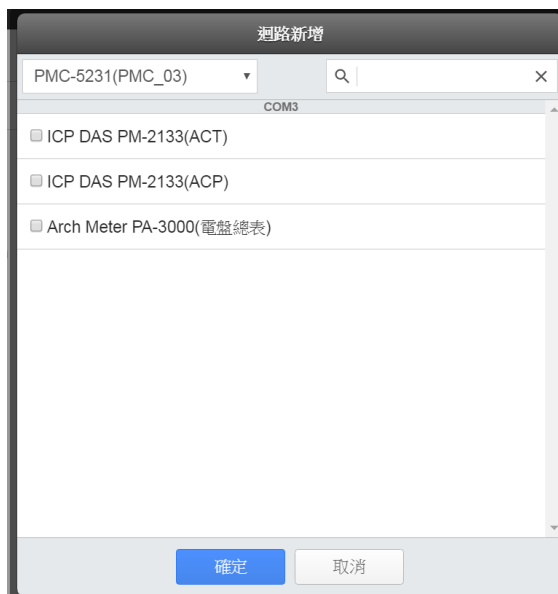 迴路新增
PMC-5231(PMC_03)
COM3
ICP DAS PM-2133(ACT)
ICP DAS PM-2133(ACP)
Arch Meter PA-3000(電盤總表)
確定 取消